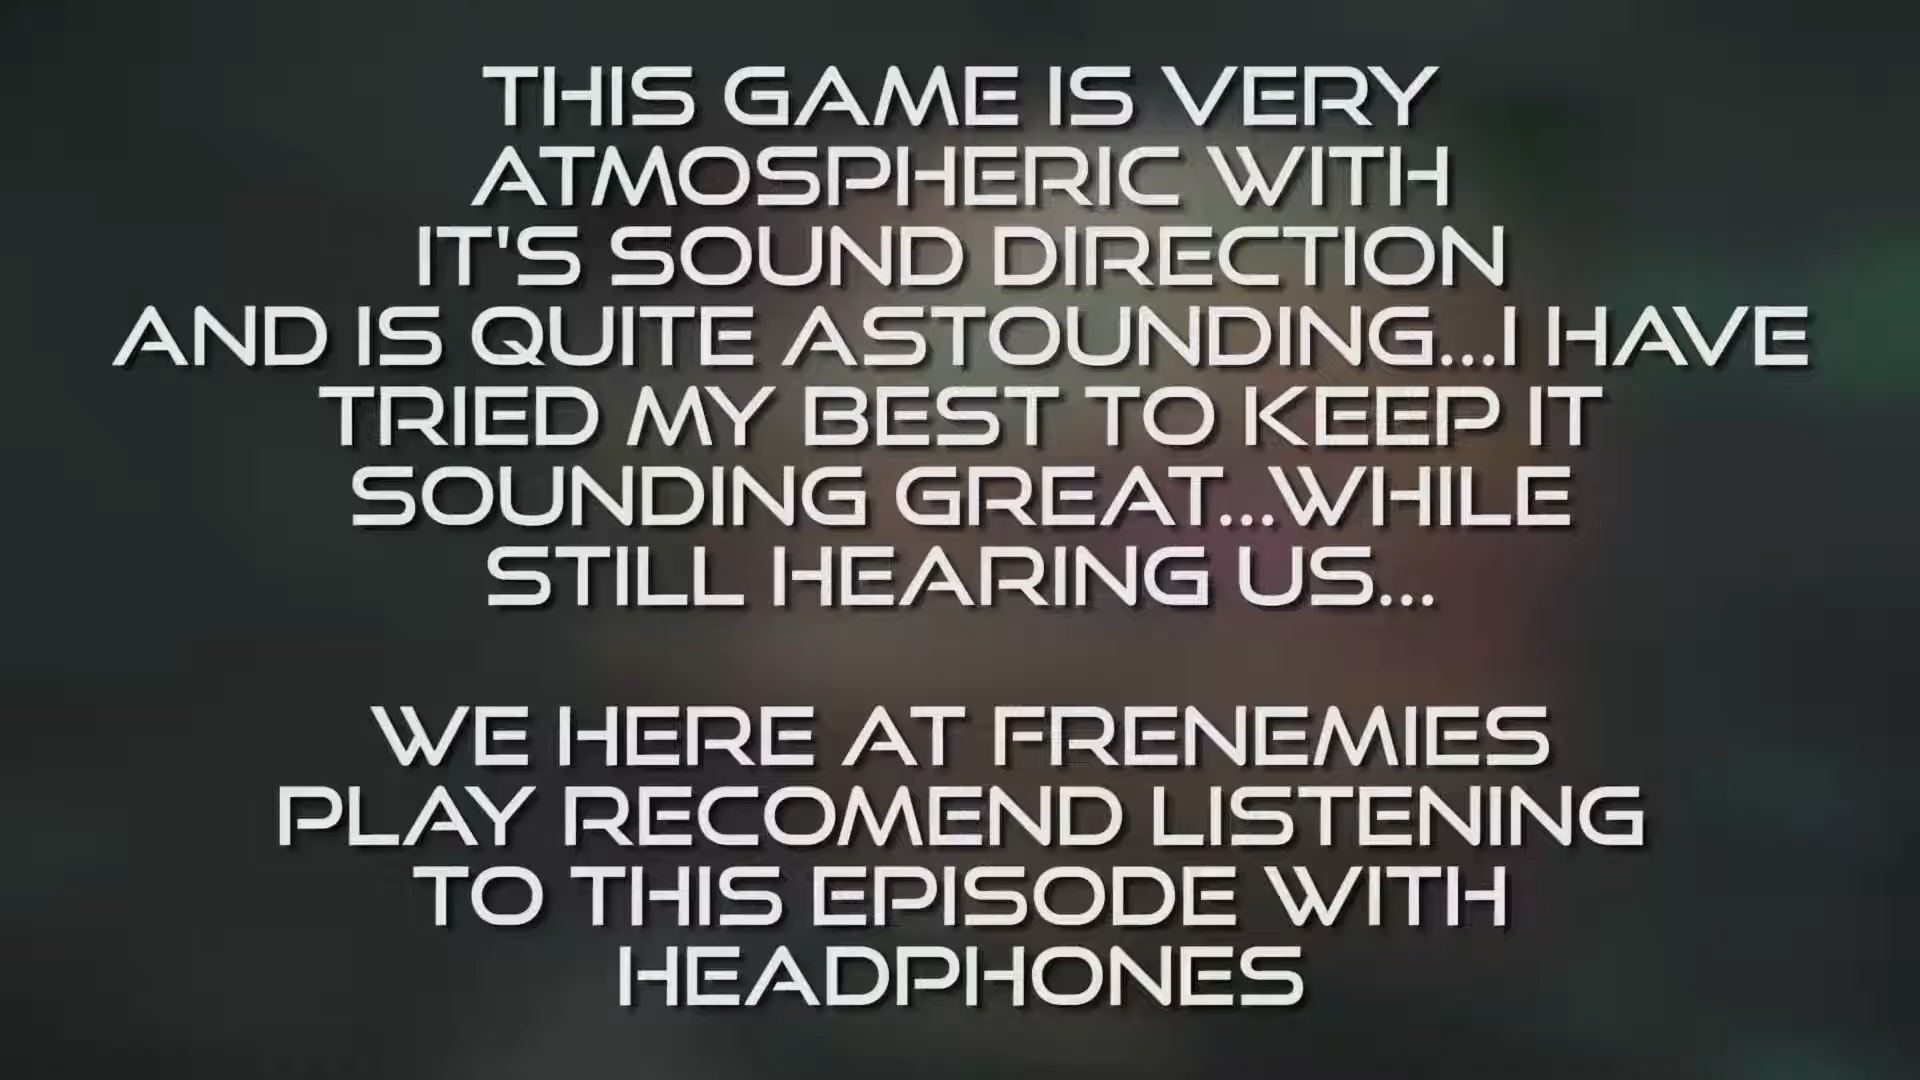 THIS GAME IS VERY
ATMOSPHERIC WITH
IT'S SOUND DIRECTION
AND IS QUITE ASTOUNDING...I HAVE
TRIED MY BEST TO KEEP IT
SOUNDING GREAT...WHILE
STILL HEARING US...
WE HERE AT FRENEMIES
PLAY RECOMEND LISTENING
TO THIS EPISODE WITH
HEADPHONES